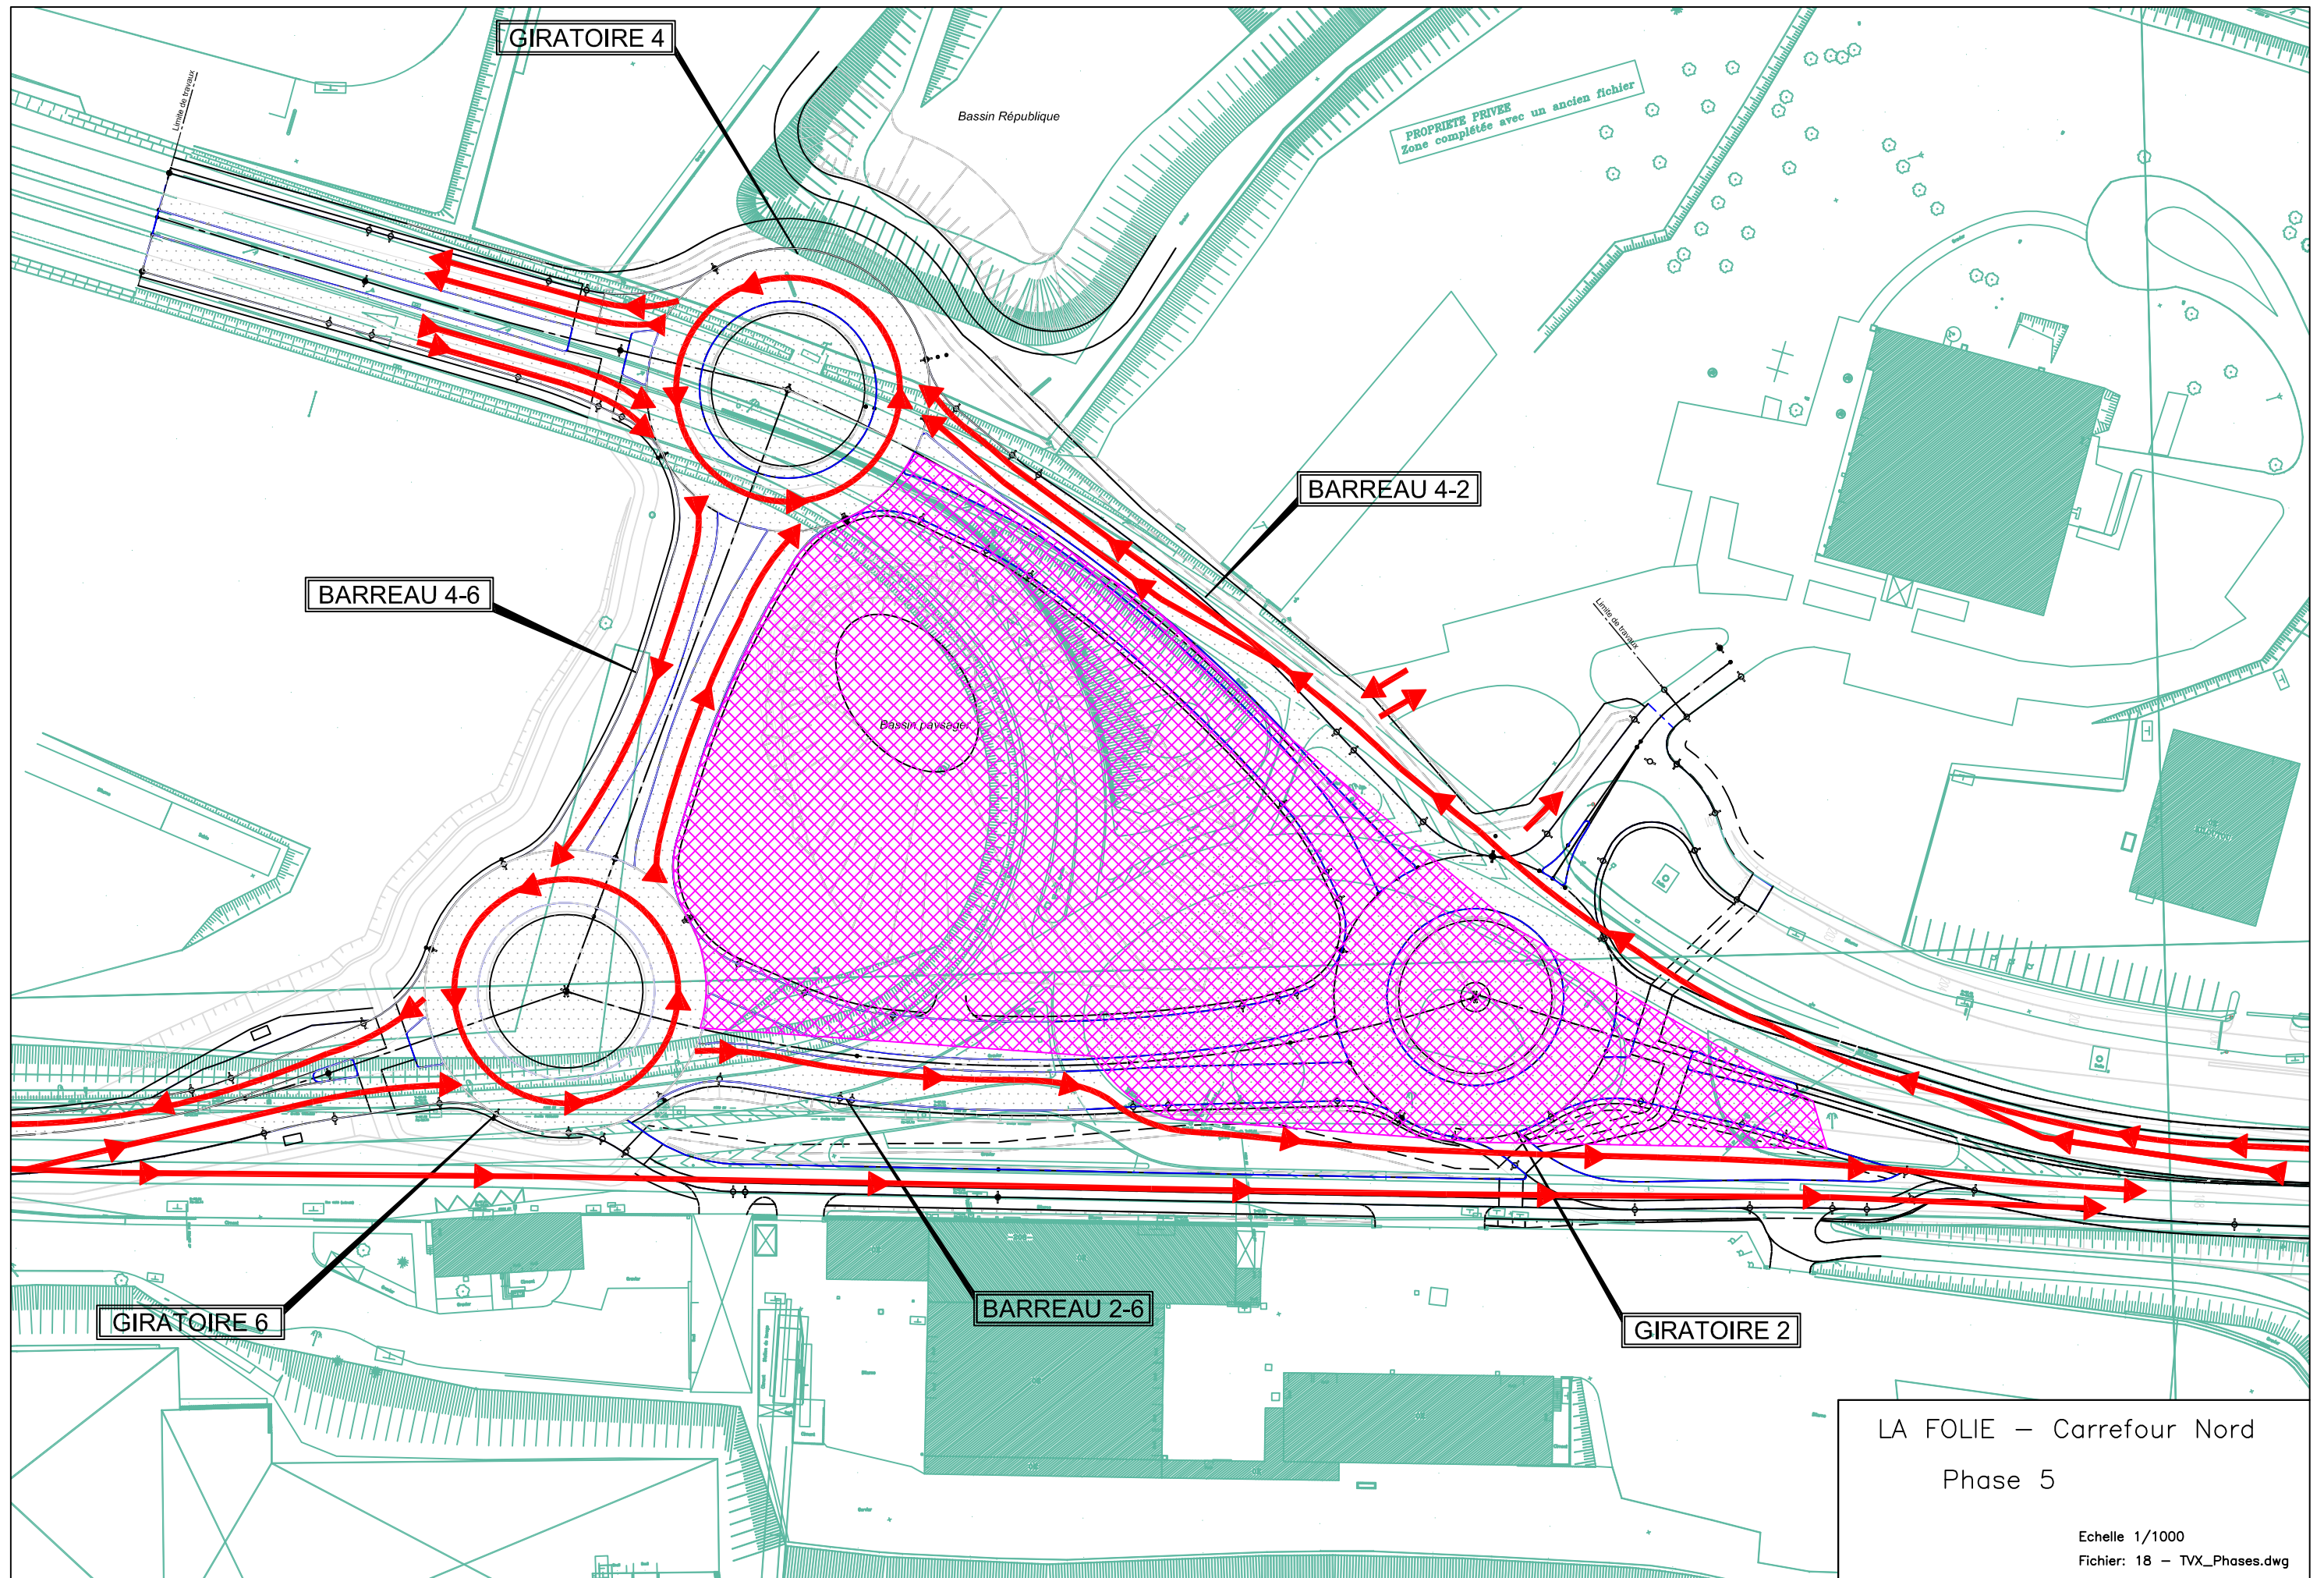 GIRATOIRE 4
Limite de travaux
Bassin République
PROPRIETE PRIVEE
Zone complétée avec un ancien fichier
BARREAU 4-2
BARREAU 4-6
Limite de travaux
Bassin paysager
GIRATOIRE 6
BARREAU 2-6
GIRATOIRE 2
LA FOLIE - Carrefour Nord
Phase 5
Echelle 1/1000
Fichier: 18 - TVX_Phases.dwg